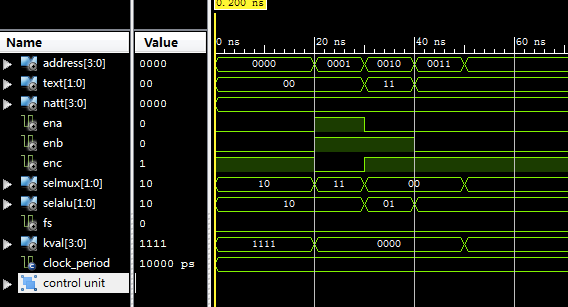 0.200 ns
Name Value 0 ns 20 ns 40 ns 60 ns
address[3:0] 0000 0000 0001 0010 0011
text[1:0] 00 00 11
natt[3:0] 0000
ena 0
enb 0
enc 1
selmux[1:0] 10 10 11 00
selalu[1:0] 10 10 01
fs 0
kval[3:0] 1111 1111 0000
clock_period 10000 ps
control unit